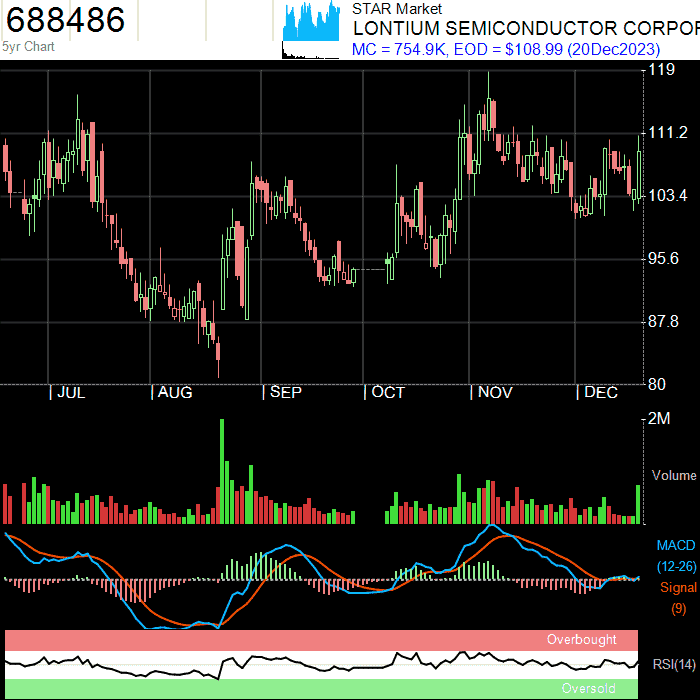 688486
5yr Chart
STAR Market
LONTIUM SEMICONDUCTOR CORPOR
MC = 754.9K, EOD = $108.99 (20Dec2023)
119
111.2
103.4
95.6
87.8
80
JUL
AUG
SEP
OCT
NOV
DEC
2M
Volume
MACD
(12-26)
Signal
(9)
Overbought
RSI(14)
Oversold